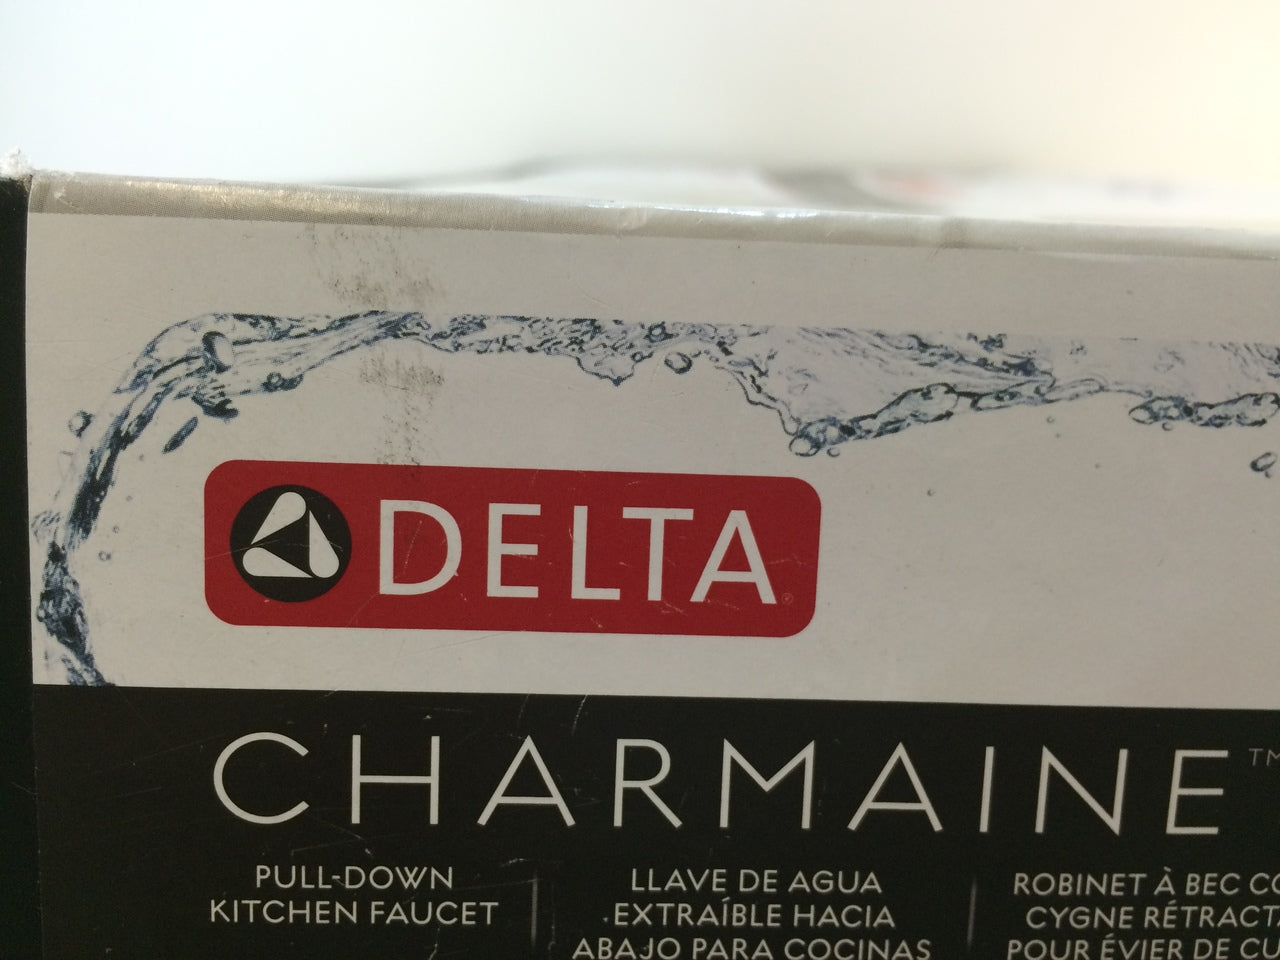 DELTA
CHARMAINE™
PULL-DOWN
KITCHEN FAUCET
LLAVE DE AGUA
EXTRAÍBLE HACIA
ABAJO PARA COCINAS
ROBINET À BEC
CYGNE
POUR ÉVIER DE